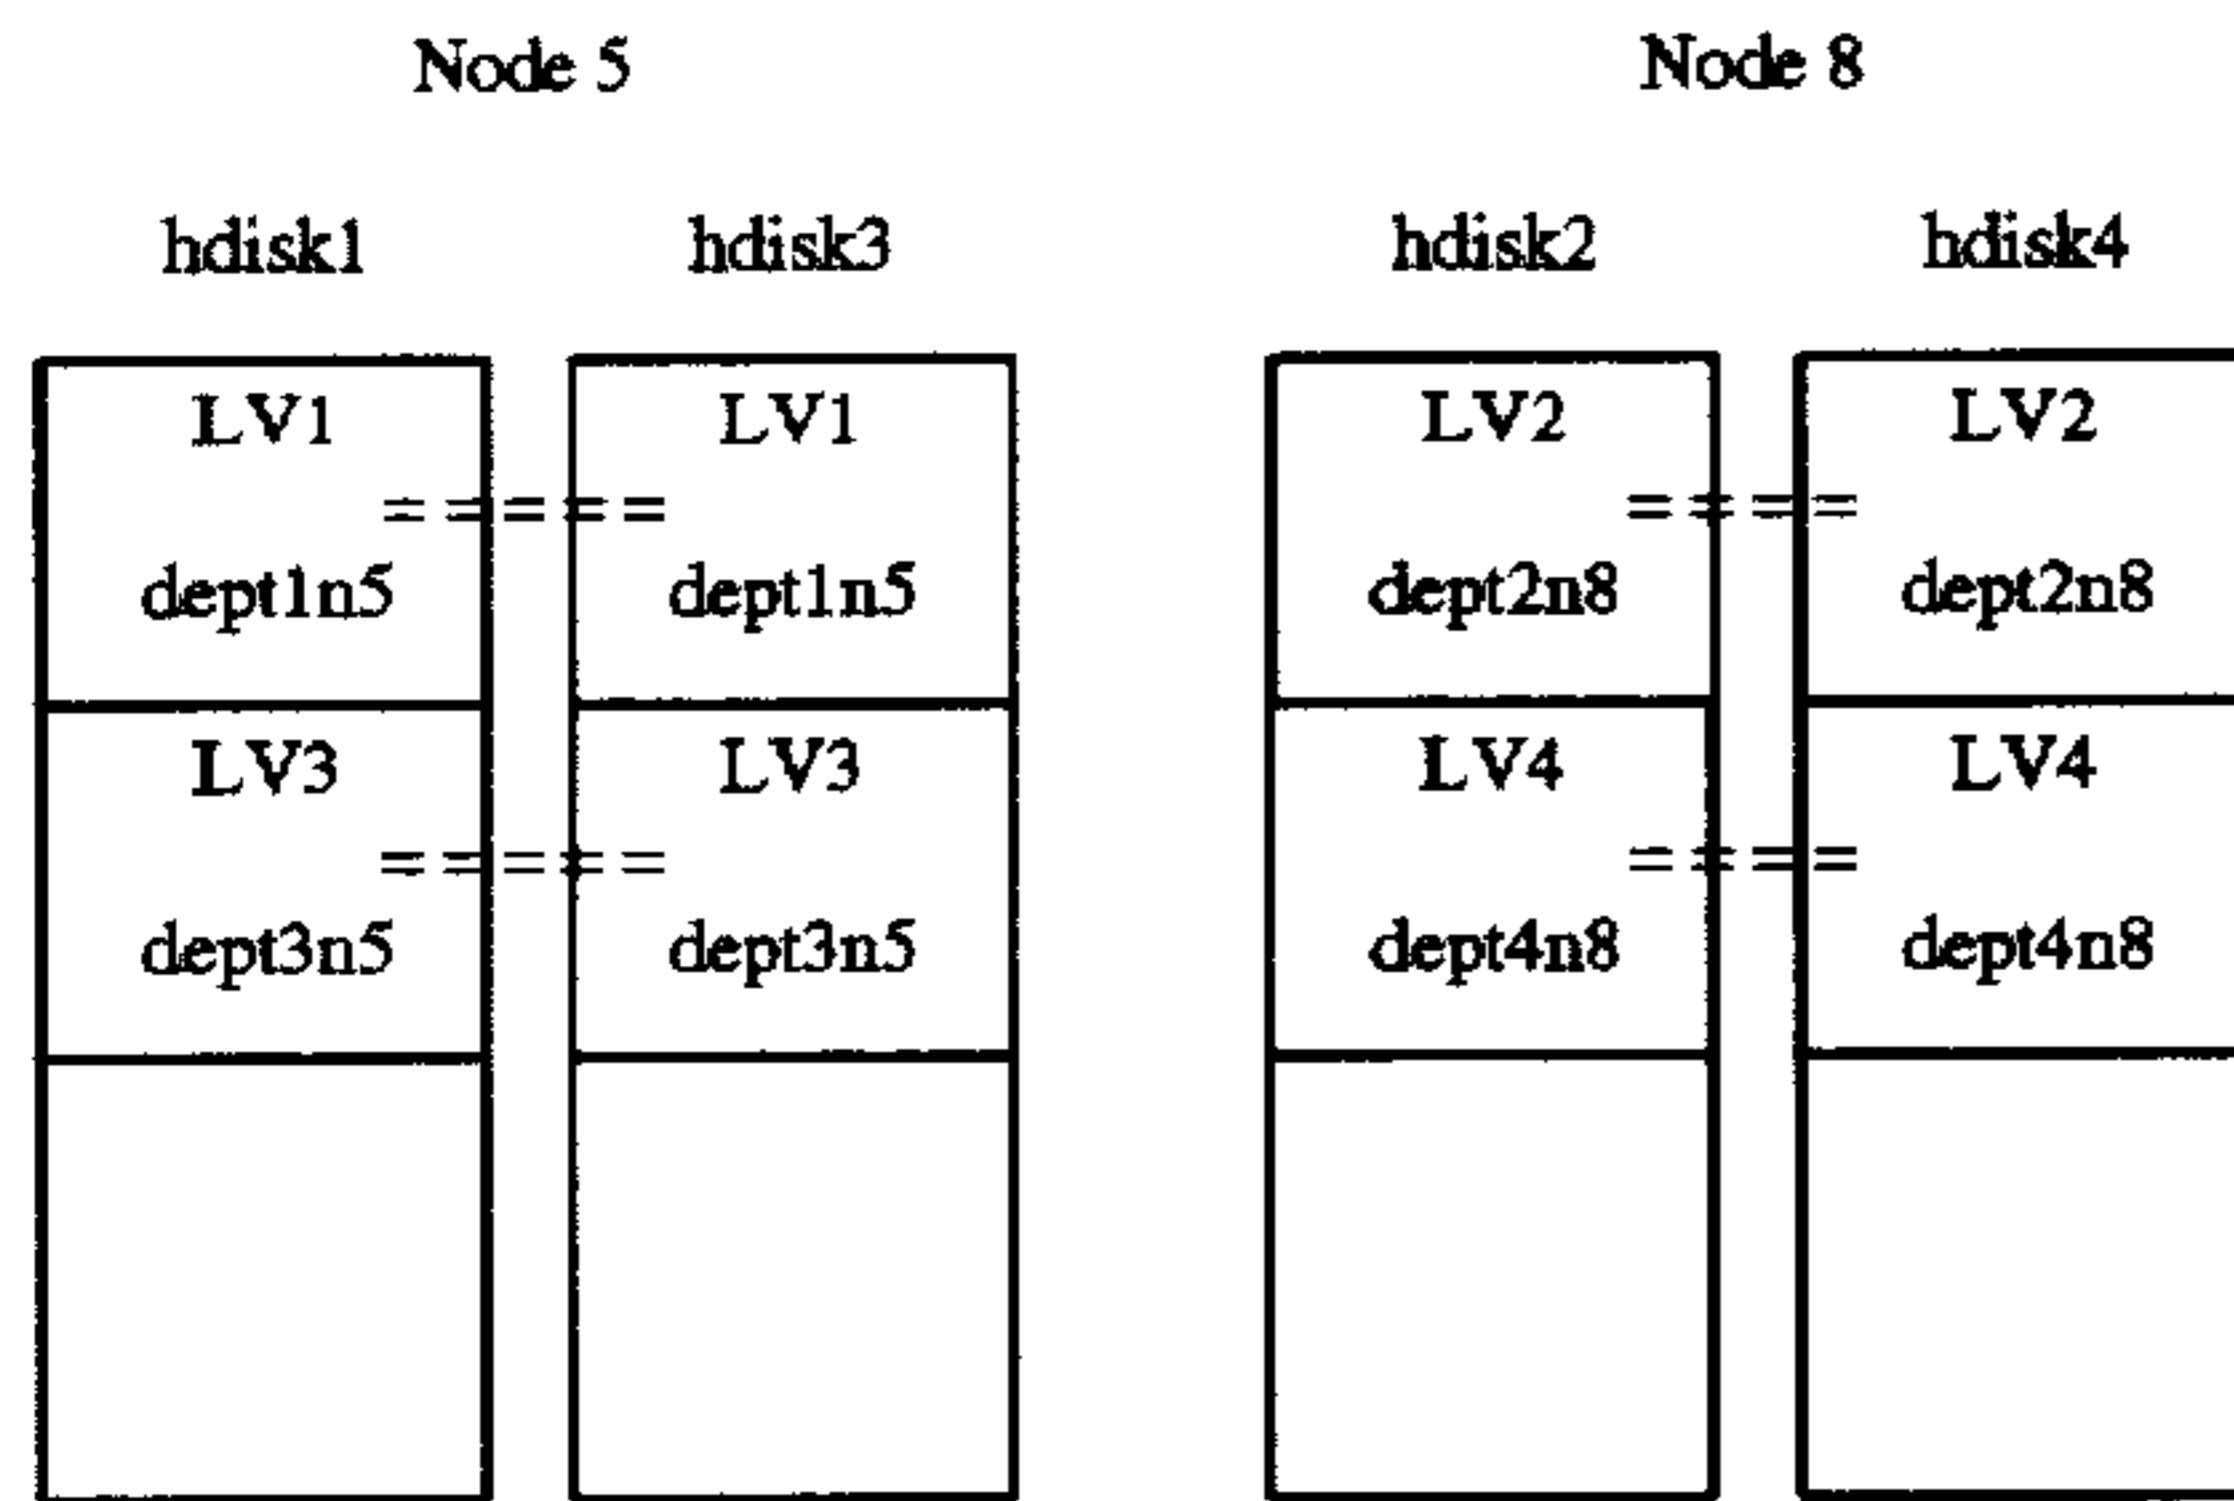 Node 5 Node 8
hdisk1 hdisk3 hdisk2 hdisk4
LV1 LV1 LV2 LV2
= = = = = = = = =
dept1n5 dept1n5 dept2n8 dept2n8
LV3 LV3 LV4 LV4
= = = = = = = = =
dept3n5 dept3n5 dept4n8 dept4n8